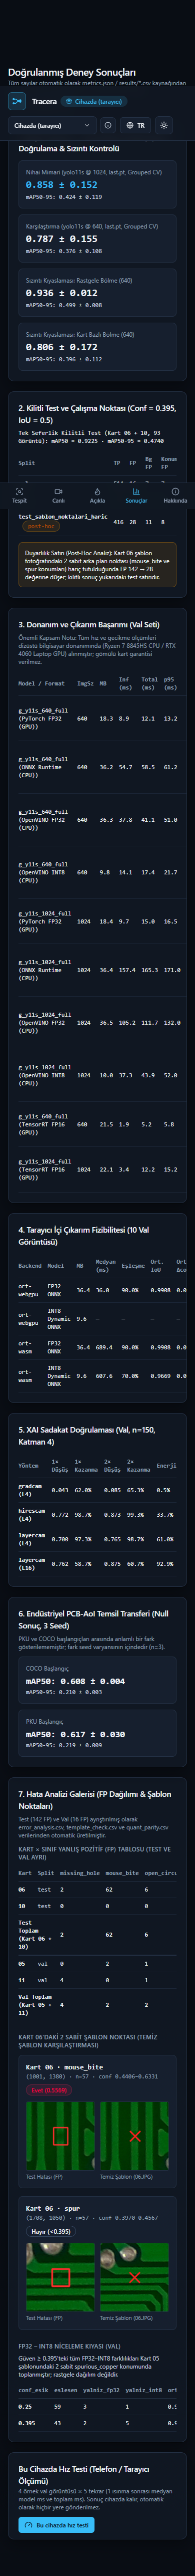 Doğrulanmış Deney Sonuçları
Tüm sayılar otomatik olarak metrics.json / results/*.csv kaynağından
Tracera
Cihazda (tarayıcı)
Cihazda (tarayıcı)
TR
Doğrulama & Sızıntı Kontrolü
Nihai Mimari (yolo11s @ 1024, last.pt, Grouped CV)
0.858 ± 0.152
mAP50-95: 0.424 ± 0.119
Karşılaştırma (yolo11s @ 640, last.pt, Grouped CV)
0.787 ± 0.155
mAP50-95: 0.376 ± 0.108
Sızıntı Kıyaslaması: Rastgele Bölme (640)
0.936 ± 0.012
mAP50-95: 0.499 ± 0.008
Sızıntı Kıyaslaması: Kart Bazlı Bölme (640)
0.806 ± 0.172
mAP50-95: 0.396 ± 0.112
2. Kilitli Test ve Çalışma Noktası (Conf = 0.395, IoU = 0.5)
Tek Seferlik Kilitli Test (Kart 06 + 10, 93 Görüntü): mAP50 = 0.9225 · mAP50-95 = 0.4740
Split TP FP Bg FP Konum FP
Tespit
Canlı
Açıkla
Sonuçlar
Hakkında
test_sablon_noktalari_haric post-hoc 416 28 11 8
Duyarlılık Satırı (Post-Hoc Analiz): Kart 06 şablon fotoğrafındaki 2 sabit arka plan noktası (mouse_bite ve spur konumları) hariç tutulduğunda FP 142 → 28 değerine düşer; kilitli sonuç yukarıdaki test satırıdır.
3. Donanım ve Çıkarım Başarımı (Val Seti)
Önemli Kapsam Notu: Tüm hız ve gecikme ölçümleri dizüstü bilgisayar donanımında (Ryzen 7 8845HS CPU / RTX 4060 Laptop GPU) alınmıştır; gömülü kart garantisi verilmez.
Model / Format ImgSz MB Inf (ms) Total (ms) p95 (ms)
g_y11s_640_full (PyTorch FP32 (GPU)) 640 18.3 8.9 12.1 13.2
g_y11s_640_full (ONNX Runtime (CPU)) 640 36.2 54.7 58.5 61.2
g_y11s_640_full (OpenVINO FP32 (CPU)) 640 36.3 37.8 41.1 51.0
g_y11s_640_full (OpenVINO INT8 (CPU)) 640 9.8 14.1 17.4 21.7
g_y11s_1024_full (PyTorch FP32 (GPU)) 1024 18.4 9.7 15.0 16.5
g_y11s_1024_full (ONNX Runtime (CPU)) 1024 36.4 157.4 165.3 171.0
g_y11s_1024_full (OpenVINO FP32 (CPU)) 1024 36.5 105.2 111.7 132.0
g_y11s_1024_full (OpenVINO INT8 (CPU)) 1024 10.0 37.3 43.9 52.0
g_y11s_640_full (TensorRT FP16 (GPU)) 640 21.5 1.9 5.2 5.8
g_y11s_1024_full (TensorRT FP16 (GPU)) 1024 22.1 3.4 12.2 15.2
4. Tarayıcı İçi Çıkarım Fizibilitesi (10 Val Görüntüsü)
Backend Model MB Medyan (ms) Eşleşme Ort. IoU
ort-webgpu FP32 ONNX 36.4 36.0 90.0% 0.9908
ort-webgpu INT8 Dynamic ONNX 9.6 — — —
ort-wasm FP32 ONNX 36.4 689.4 90.0% 0.9908
ort-wasm INT8 Dynamic ONNX 9.6 607.6 70.0% 0.9669
5. XAI Sadakat Doğrulaması (Val, n=150, Katman 4)
Yöntem 1× Düşüş 1× Kazanma 2× Düşüş 2× Kazanma Enerji
gradcam (L4) 0.043 62.0% 0.085 65.3% 0.5%
hirescam (L4) 0.772 98.7% 0.873 99.3% 33.7%
layercam (L4) 0.700 97.3% 0.765 98.7% 61.0%
layercam (L16) 0.762 58.7% 0.875 60.7% 92.9%
6. Endüstriyel PCB-AoI Temsil Transferi (Null Sonuç, 3 Seed)
PKU ve COCO başlangıçları arasında anlamlı bir fark gösterilememiştir; fark seed varyansının içindedir (n=3).
COCO Başlangıç
mAP50: 0.608 ± 0.004
mAP50-95: 0.210 ± 0.003
PKU Başlangıç
mAP50: 0.617 ± 0.030
mAP50-95: 0.219 ± 0.009
7. Hata Analizi Galerisi (FP Dağılımı & Şablon Noktaları)
Test (142 FP) ve Val (16 FP) ayrıştırılmış olarak error_analysis.csv, template_check.csv ve quant_parity.csv verilerinden otomatik üretilmiştir.
KART × SINIF YANLIŞ POZİTİF (FP) TABLOSU (TEST VE VAL AYRI)
Kart Split missing_hole mouse_bite open_circu
06 test 2 62 6
10 test 0 0 0
Test Toplam (Kart 06 + 10) 2 62 6
05 val 0 2 1
11 val 4 0 1
Val Toplam (Kart 05 + 11) 4 2 2
KART 06'DAKİ 2 SABİT ŞABLON NOKTASI (TEMİZ ŞABLON KARŞILAŞTIRMASI)
Kart 06 · mouse_bite
(1001, 1380) · n=57 · conf 0.4406–0.6331
Evet (0.5560)
Test Hatası (FP)
Temiz Şablon (06.JPG)
Kart 06 · spur
(1708, 1050) · n=57 · conf 0.3970–0.4567
Hayır (<0.395)
Test Hatası (FP)
Temiz Şablon (06.JPG)
FP32 – INT8 NİCELEME KIYASI (VAL)
Güven ≥ 0.395'teki tüm FP32–INT8 farklılıkları Kart 05 şablonundaki 2 sabit spurious_copper konumunda toplanmıştır; rastgele dağılım değildir.
conf_esik eslesen yalniz_fp32 yalniz_int8 ort
0.25 59 3 1
0.395 43 2 5
Bu Cihazda Hız Testi (Telefon / Tarayıcı Ölçümü)
4 örnek val görüntüsü × 5 tekrar (1 ısınma sonrası medyan model ms ve toplam ms). Sonuç cihazda kalır, otomatik olarak hiçbir yere gönderilmez.
Bu cihazda hız testi